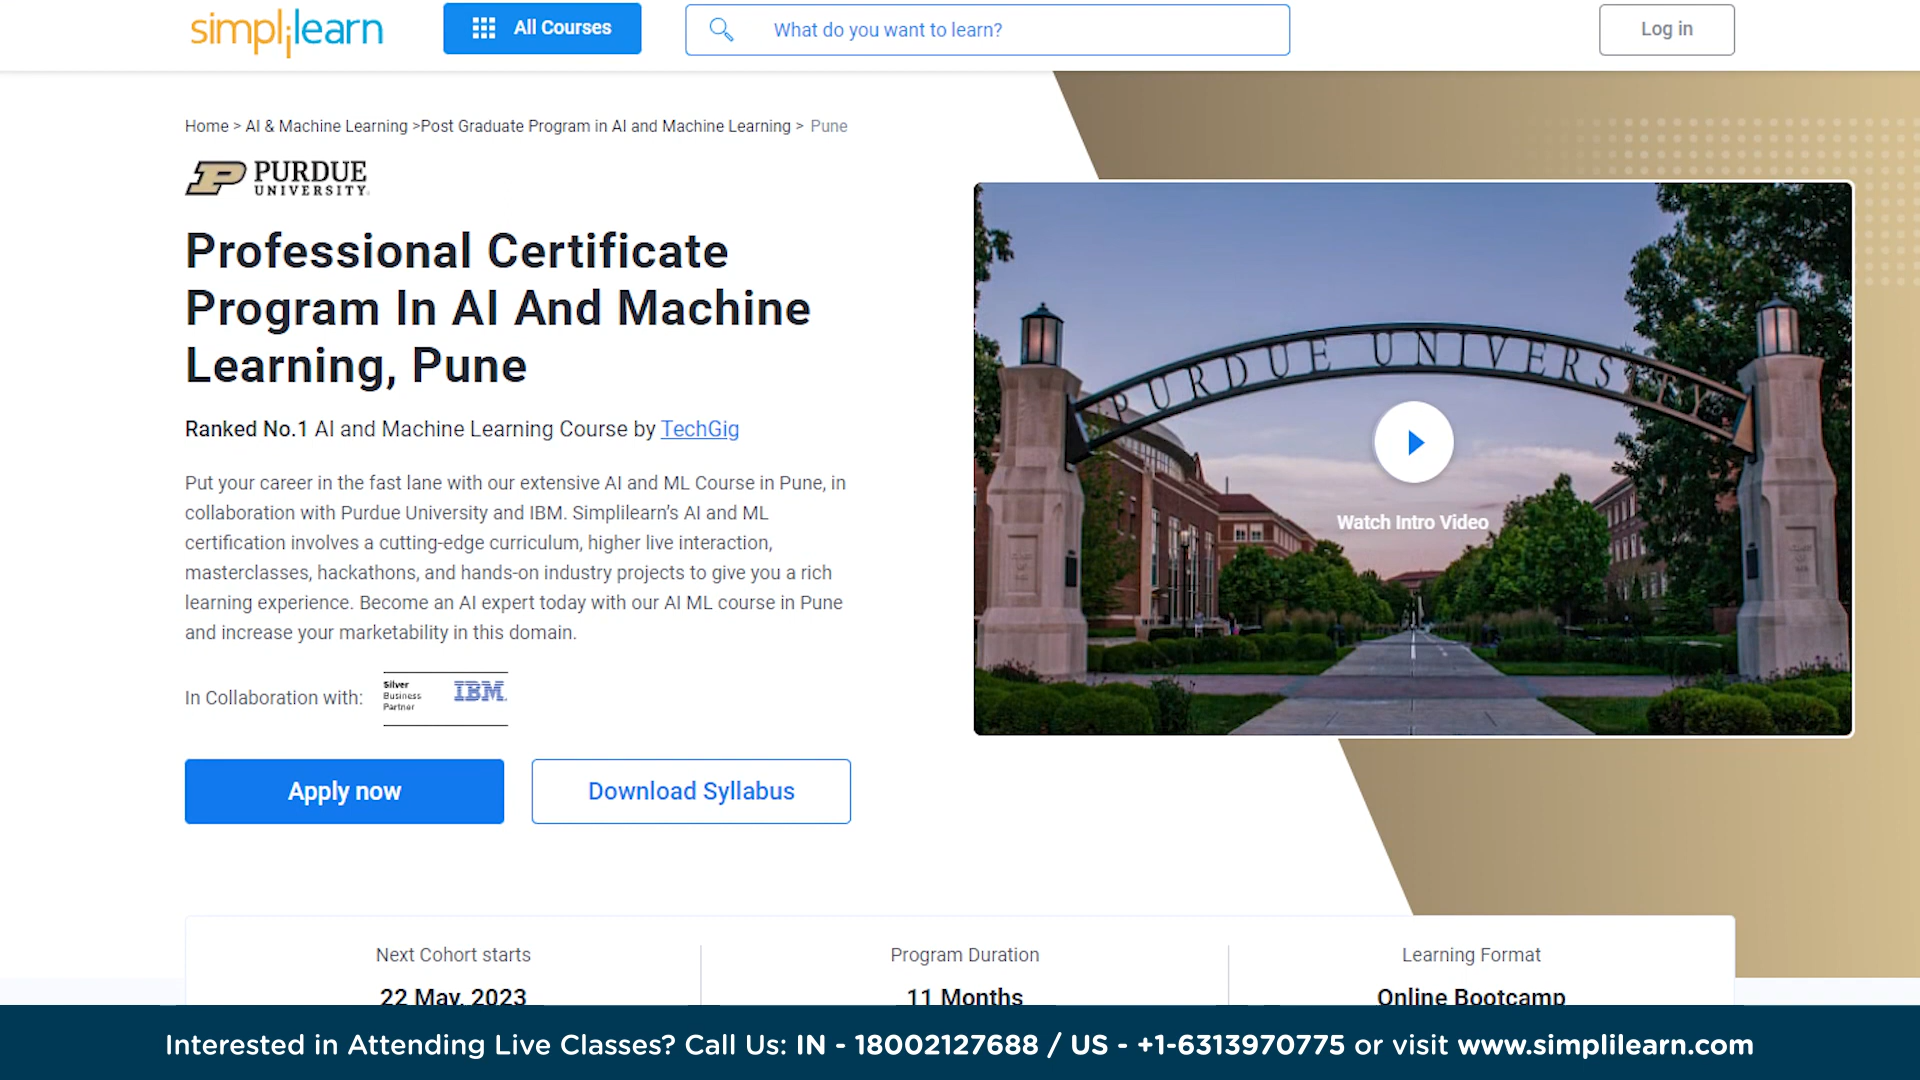 simplilearn
All Courses
What do you want to learn?
Log in
Home > AI & Machine Learning >Post Graduate Program in AI and Machine Learning > Pune
PURDUE
UNIVERSITY
Professional Certificate
Program In AI And Machine
Learning, Pune
Ranked No.1 AI and Machine Learning Course by TechGig
Put your career in the fast lane with our extensive AI and ML Course in Pune, in
collaboration with Purdue University and IBM. Simplilearn's AI and ML
certification involves a cutting-edge curriculum, higher live interaction,
masterclasses, hackathons, and hands-on industry projects to give you a rich
learning experience. Become an AI expert today with our AI ML course in Pune
and increase your marketability in this domain.
In Collaboration with:
Silver
Business
Partner
IBM
Apply now
Download Syllabus
PURDUE UNIVERSITY
Watch Intro Video
Next Cohort starts
22 May, 2023
Program Duration
11 Months
Learning Format
Online Bootcamp
Interested in Attending Live Classes? Call Us: IN - 18002127688 / US - +1-6313970775 or visit www.simplilearn.com